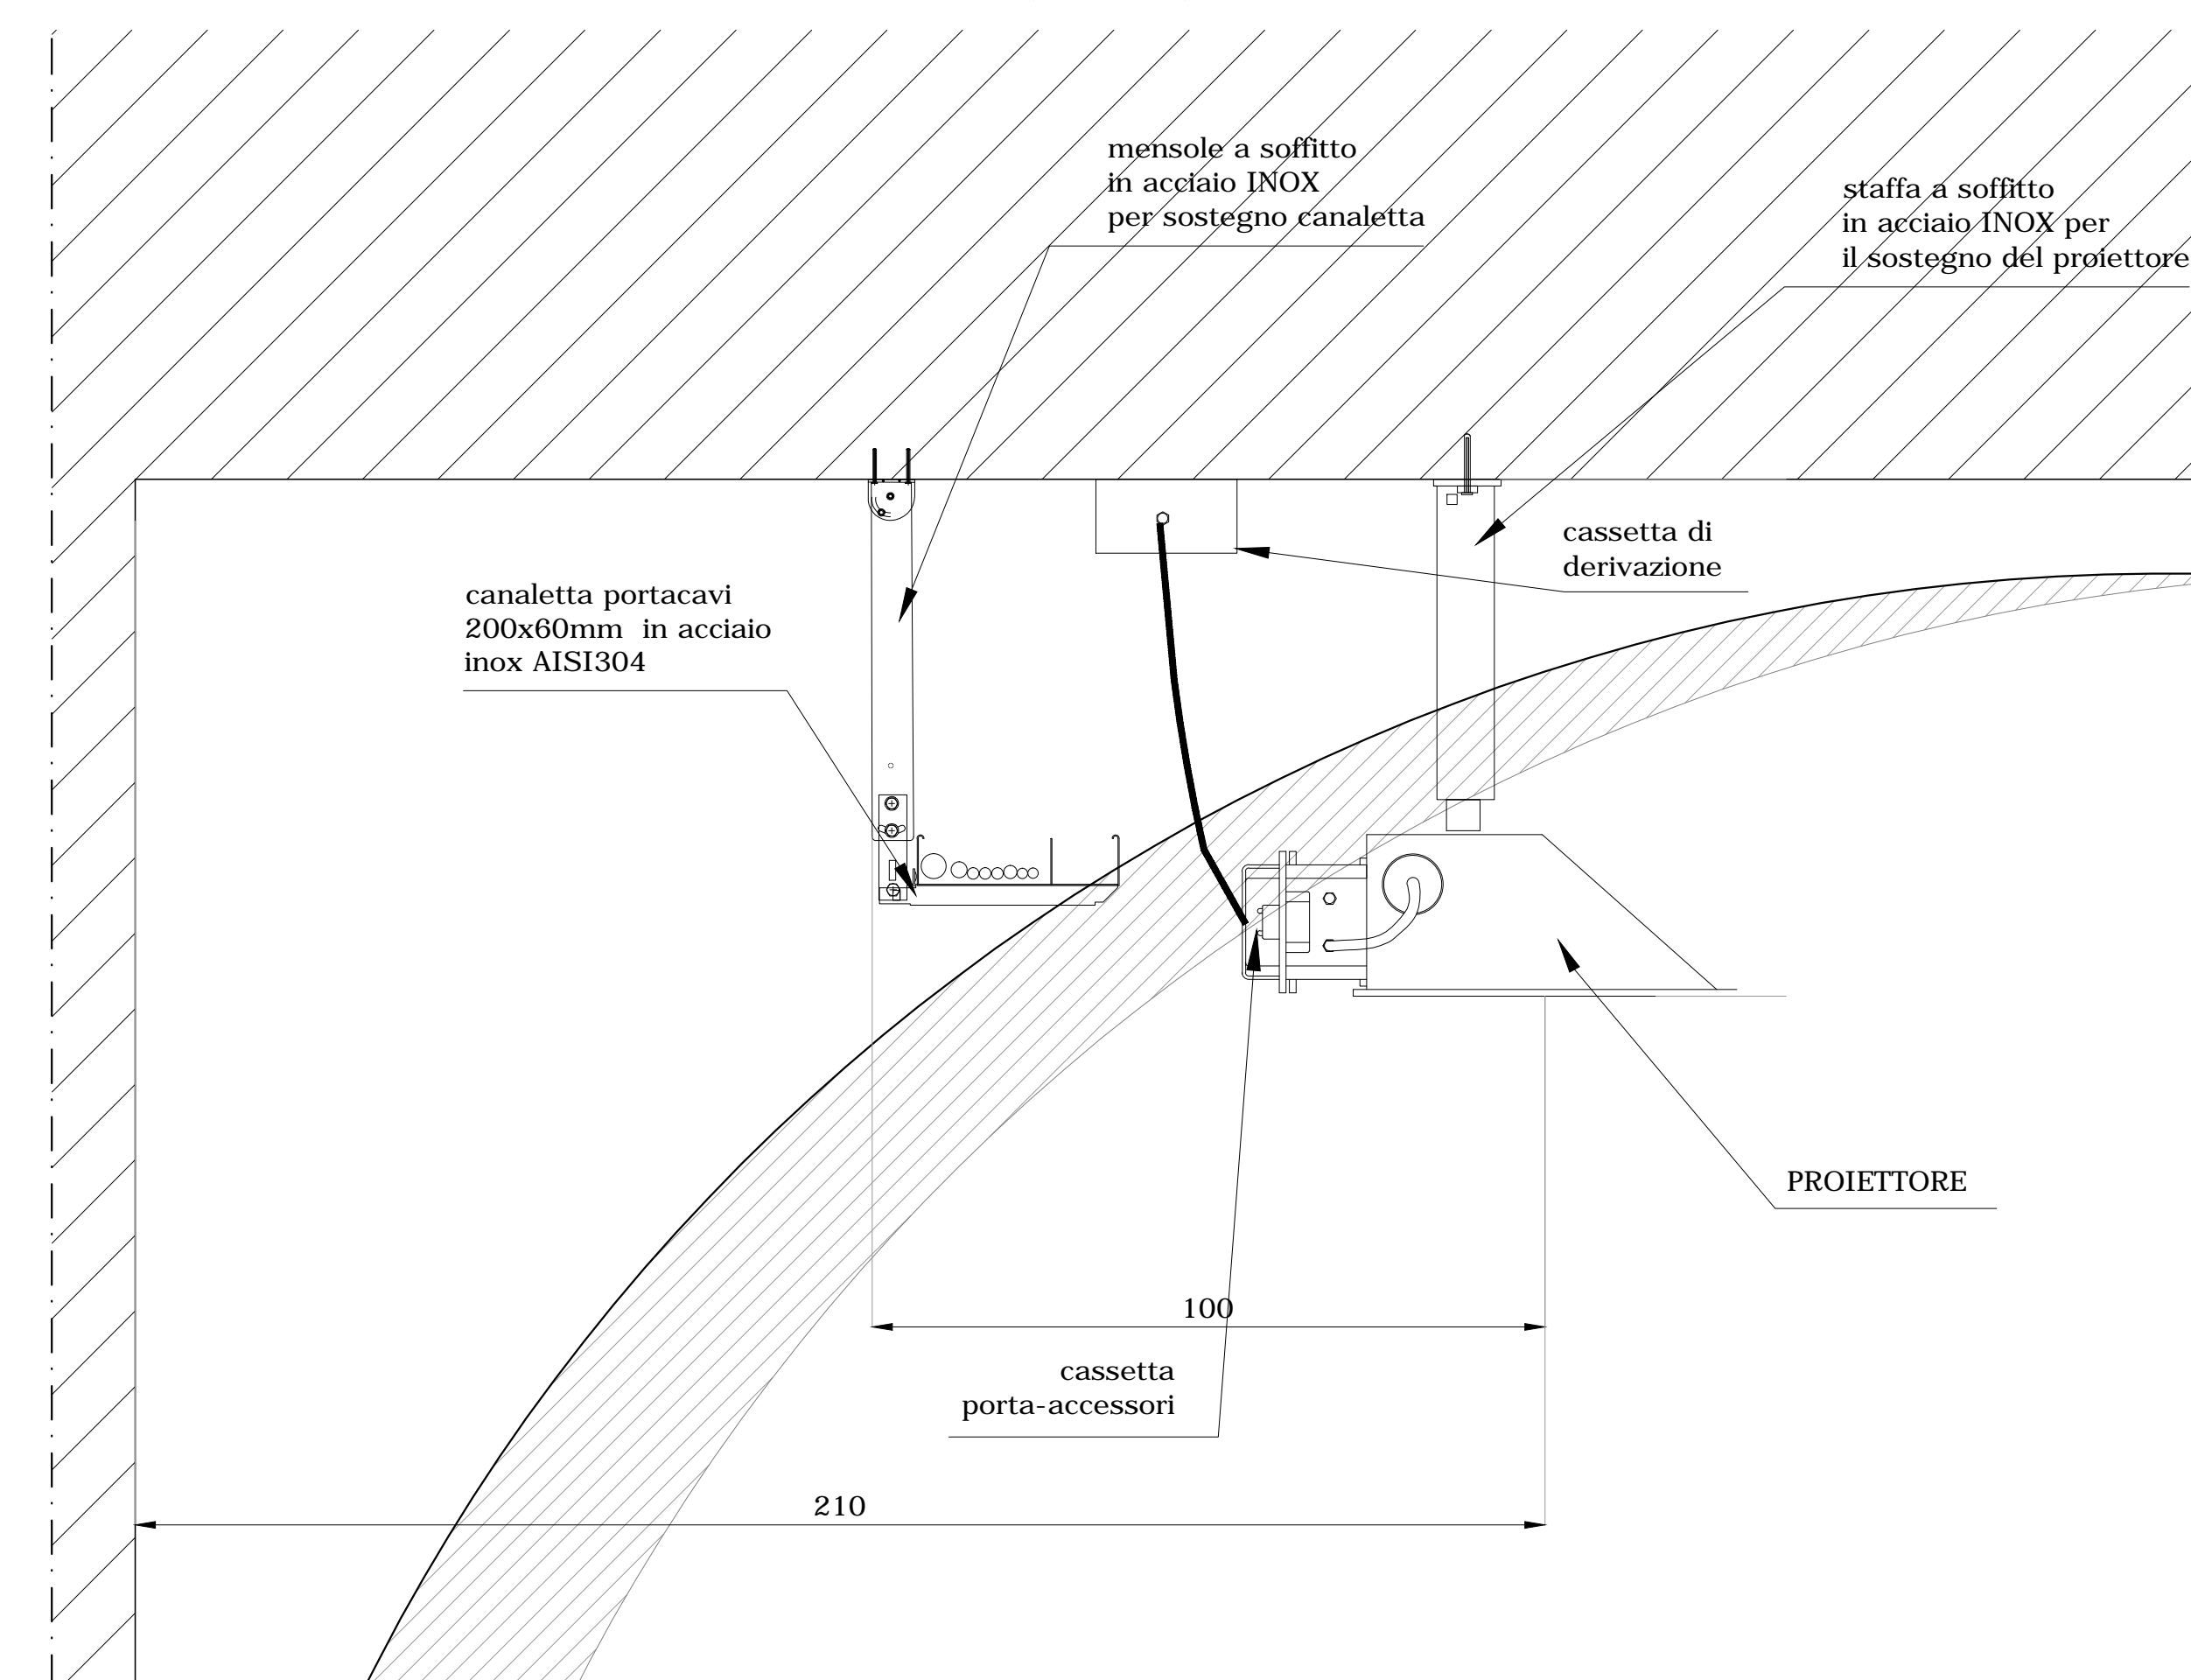 mensole a soffitto
in acciaio INOX
per sostegno canaletta
staffa a soffitto
in acciaio INOX per
il sostegno del proiettore
cassetta di
derivazione
canaletta portacavi
200x60mm  in acciaio
inox AISI304
PROIETTORE
100
cassetta
porta-accessori
210